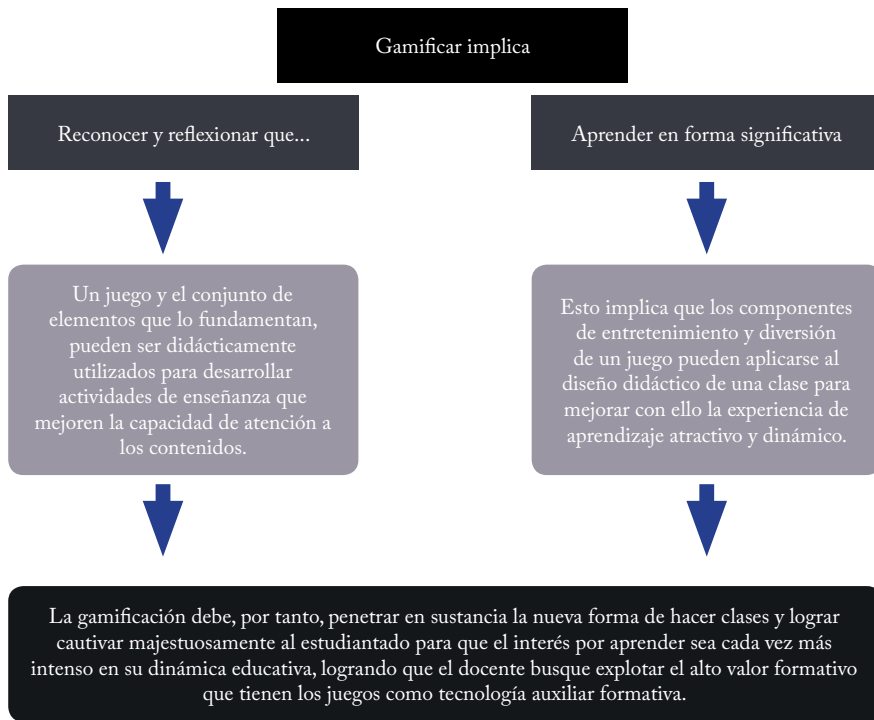 Gamificar implica
Reconocer y reflexionar que...
Aprender en forma significativa
Un juego y el conjunto de
elementos que lo fundamentan,
pueden ser didácticamente
utilizados para desarrollar
actividades de enseñanza que
mejoren la capacidad de atención a
los contenidos.
Esto implica que los componentes
de entretenimiento y diversión
de un juego pueden aplicarse al
diseño didáctico de una clase para
mejorar con ello la experiencia de
aprendizaje atractivo y dinámico.
La gamificación debe, por tanto, penetrar en sustancia la nueva forma de hacer clases y lograr
cautivar majestuosamente al estudiantado para que el interés por aprender sea cada vez más
intenso en su dinámica educativa, logrando que el docente busque explotar el alto valor formativo
que tienen los juegos como tecnología auxiliar formativa.